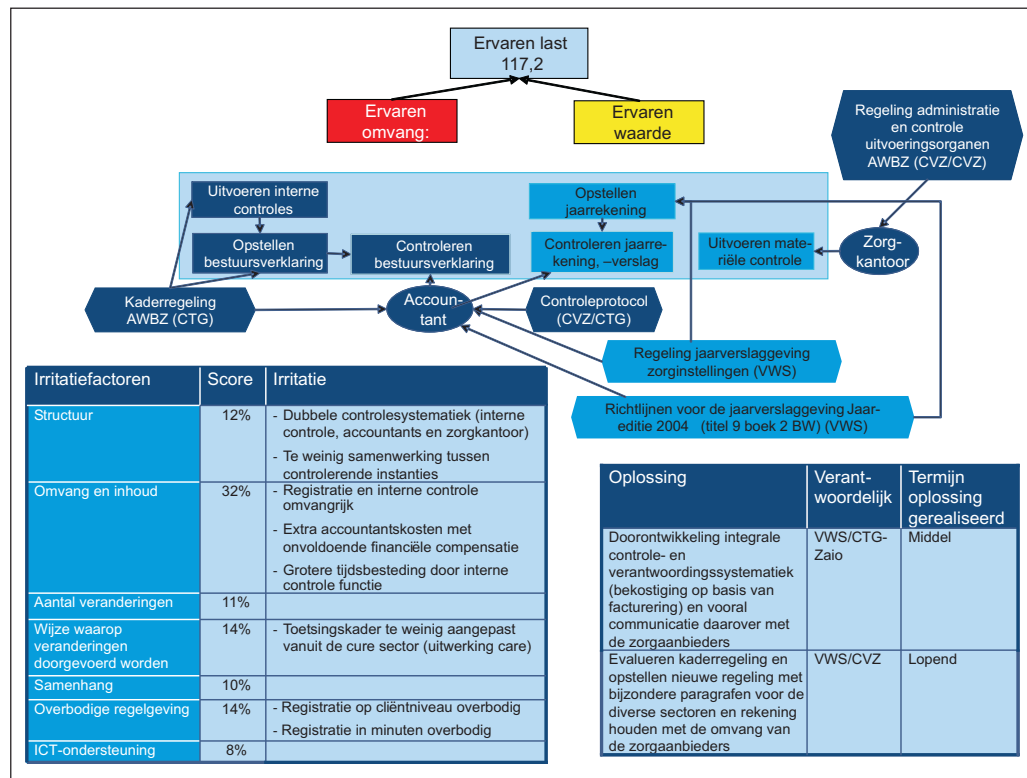 Ervaren last
117,2
Ervaren
omvang:
Ervaren
waarde
Regeling administratie
en controle
uitvoeringsorganen
AWBZ (CVZ/CVZ)
Uitvoeren interne
controles
Opstellen
jaarrekening
Opstellen
bestuursverklaring
Controleren
bestuursverklaring
Controleren jaarre-
kening, –verslag
Uitvoeren mate-
riële controle
Zorg-
kantoor
Kaderregeling
AWBZ (CTG)
Accoun-
tant
Controleprotocol
(CVZ/CTG)
Regeling jaarverslaggeving
zorginstellingen (VWS)
Richtlijnen voor de jaarverslaggeving Jaar-
editie 2004 (titel 9 boek 2 BW) (VWS)
Irritatiefactoren Score Irritatie
Structuur 12% - Dubbele controlesystematiek (interne
controle, accountants en zorgkantoor)
- Te weinig samenwerking tussen
controlerende instanties
Omvang en inhoud 32% - Registratie en interne controle
omvangrijk
- Extra accountantskosten met
onvoldoende financiële compensatie
- Grotere tijdsbesteding door interne
controle functie
Aantal veranderingen 11%
Wijze waarop 14% - Toetsingskader te weinig aangepast
veranderingen vanuit de cure sector (uitwerking care)
doorgevoerd worden
Samenhang 10%
Overbodige regelgeving 14% - Registratie op cliëntniveau overbodig
- Registratie in minuten overbodig
ICT-ondersteuning 8%
Oplossing Verant- Termijn
woordelijk oplossing
gerealiseerd
Doorontwikkeling integrale VWS/CTG- Middel
controle- en Zaio
verantwoordingssystematiek
(bekostiging op basis van
facturering) en vooral
communicatie daarover met
de zorgaanbieders
Evalueren kaderregeling en VWS/CVZ Lopend
opstellen nieuwe regeling met
bijzondere paragrafen voor de
diverse sectoren en rekening
houden met de omvang van
de zorgaanbieders